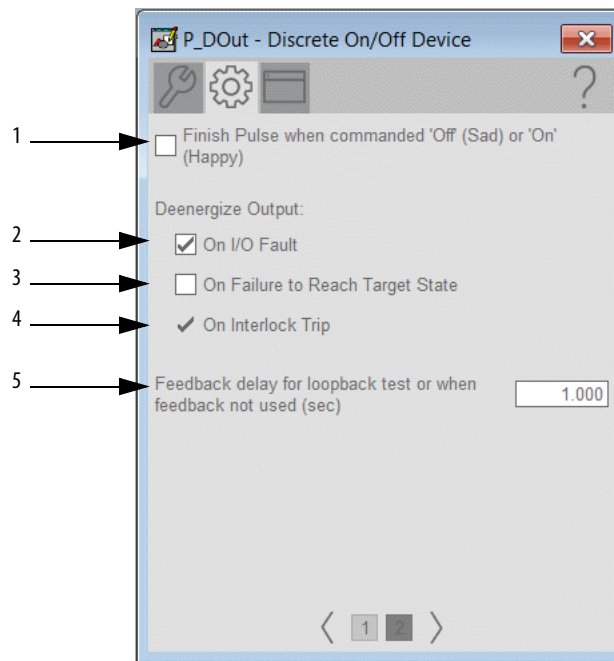 P_DOut - Discrete On/Off Device
?
1
Finish Pulse when commanded 'Off' (Sad) or 'On'
(Happy)
Deenergize Output:
2
On I/O Fault
3
On Failure to Reach Target State
4
On Interlock Trip
5
Feedback delay for loopback test or when
feedback not used (sec)
1.000
1 2